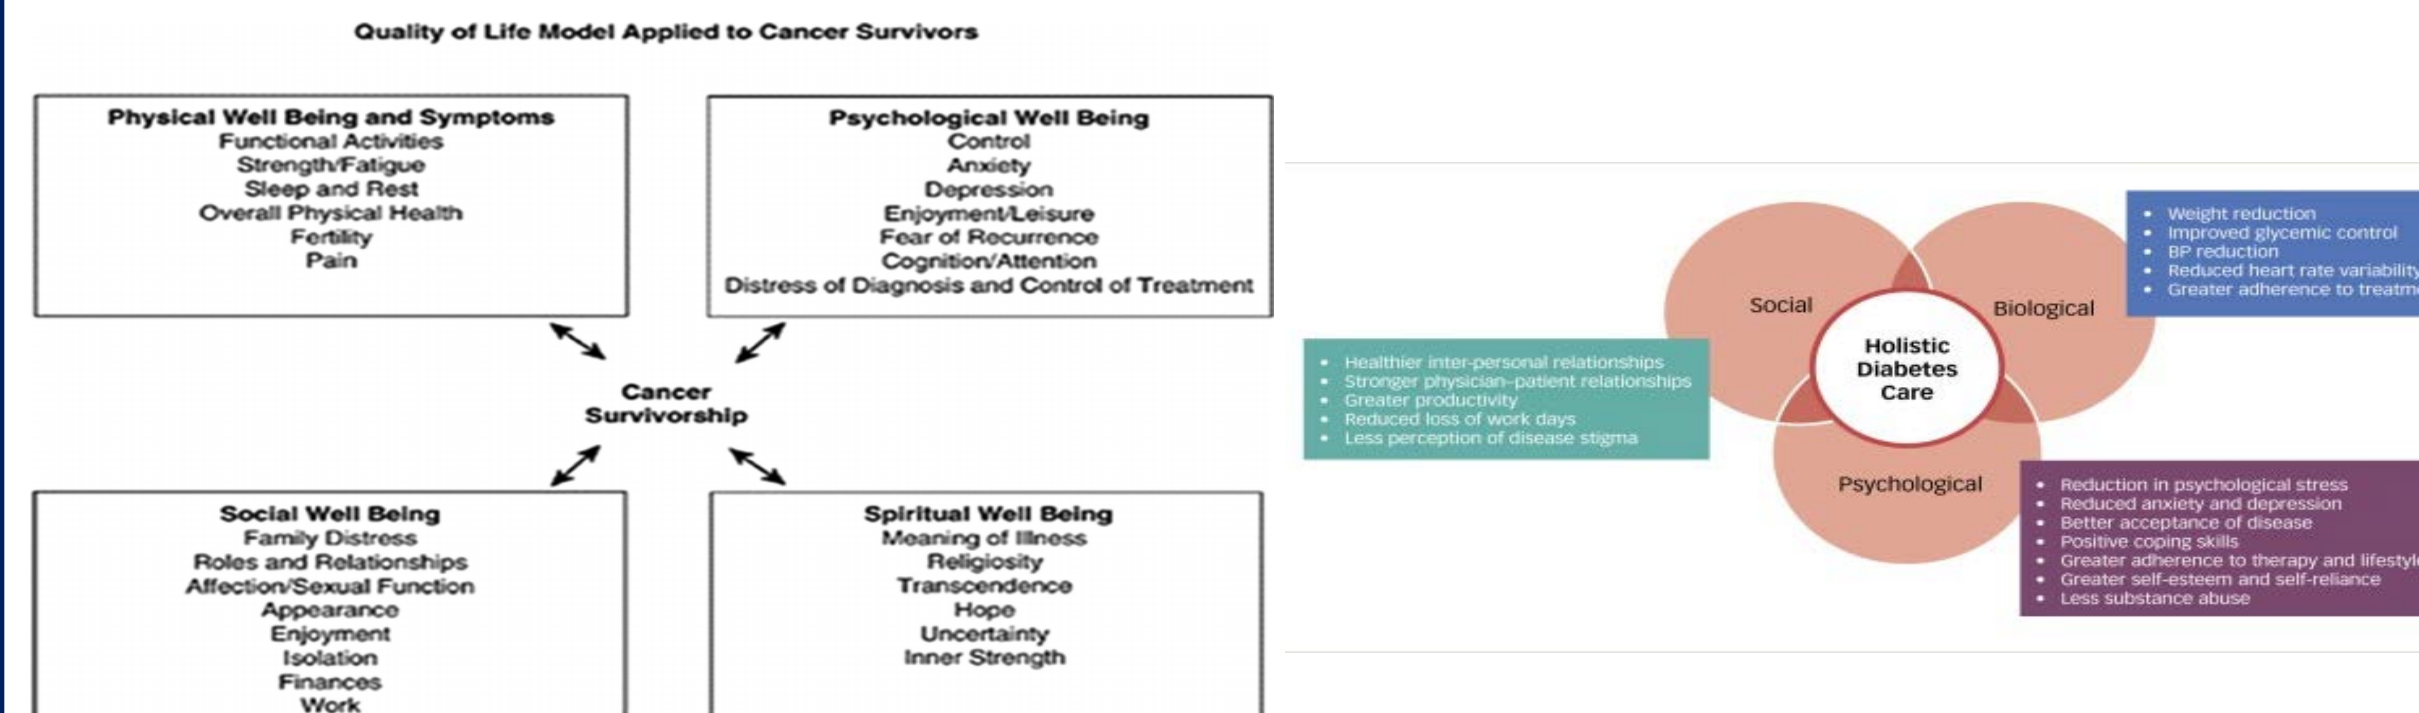 Quality of Life Model Applied to Cancer Survivors
Physical Well Being and Symptoms
Functional Activities
Strength/Fatigue
Sleep and Rest
Overall Physical Health
Fertility
Pain
Psychological Well Being
Control
Anxiety
Depression
Enjoyment/Leisure
Fear of Recurrence
Cognition/Attention
Distress of Diagnosis and Control of Treatment
Cancer
Survivorship
Social Well Being
Family Distress
Roles and Relationships
Affection/Sexual Function
Appearance
Enjoyment
Isolation
Finances
Work
Spiritual Well Being
Meaning of Illness
Religiosity
Transcendence
Hope
Uncertainty
Inner Strength
Social
Biological
Holistic
Diabetes
Care
Psychological
• Weight reduction
• Improved glycemic control
• BP reduction
• Reduced heart rate variability
• Greater adherence to
• Healthier inter-personal relationships
• Stronger physician–patient relationships
• Greater productivity
• Reduced loss of work days
• Less perception of disease stigma
• Reduction in psychological stress
• Reduced anxiety and depression
• Better acceptance of disease
• Positive coping skills
• Greater adherence to therapy and lifestyle
• Greater self-esteem and self-reliance
• Less substance abuse